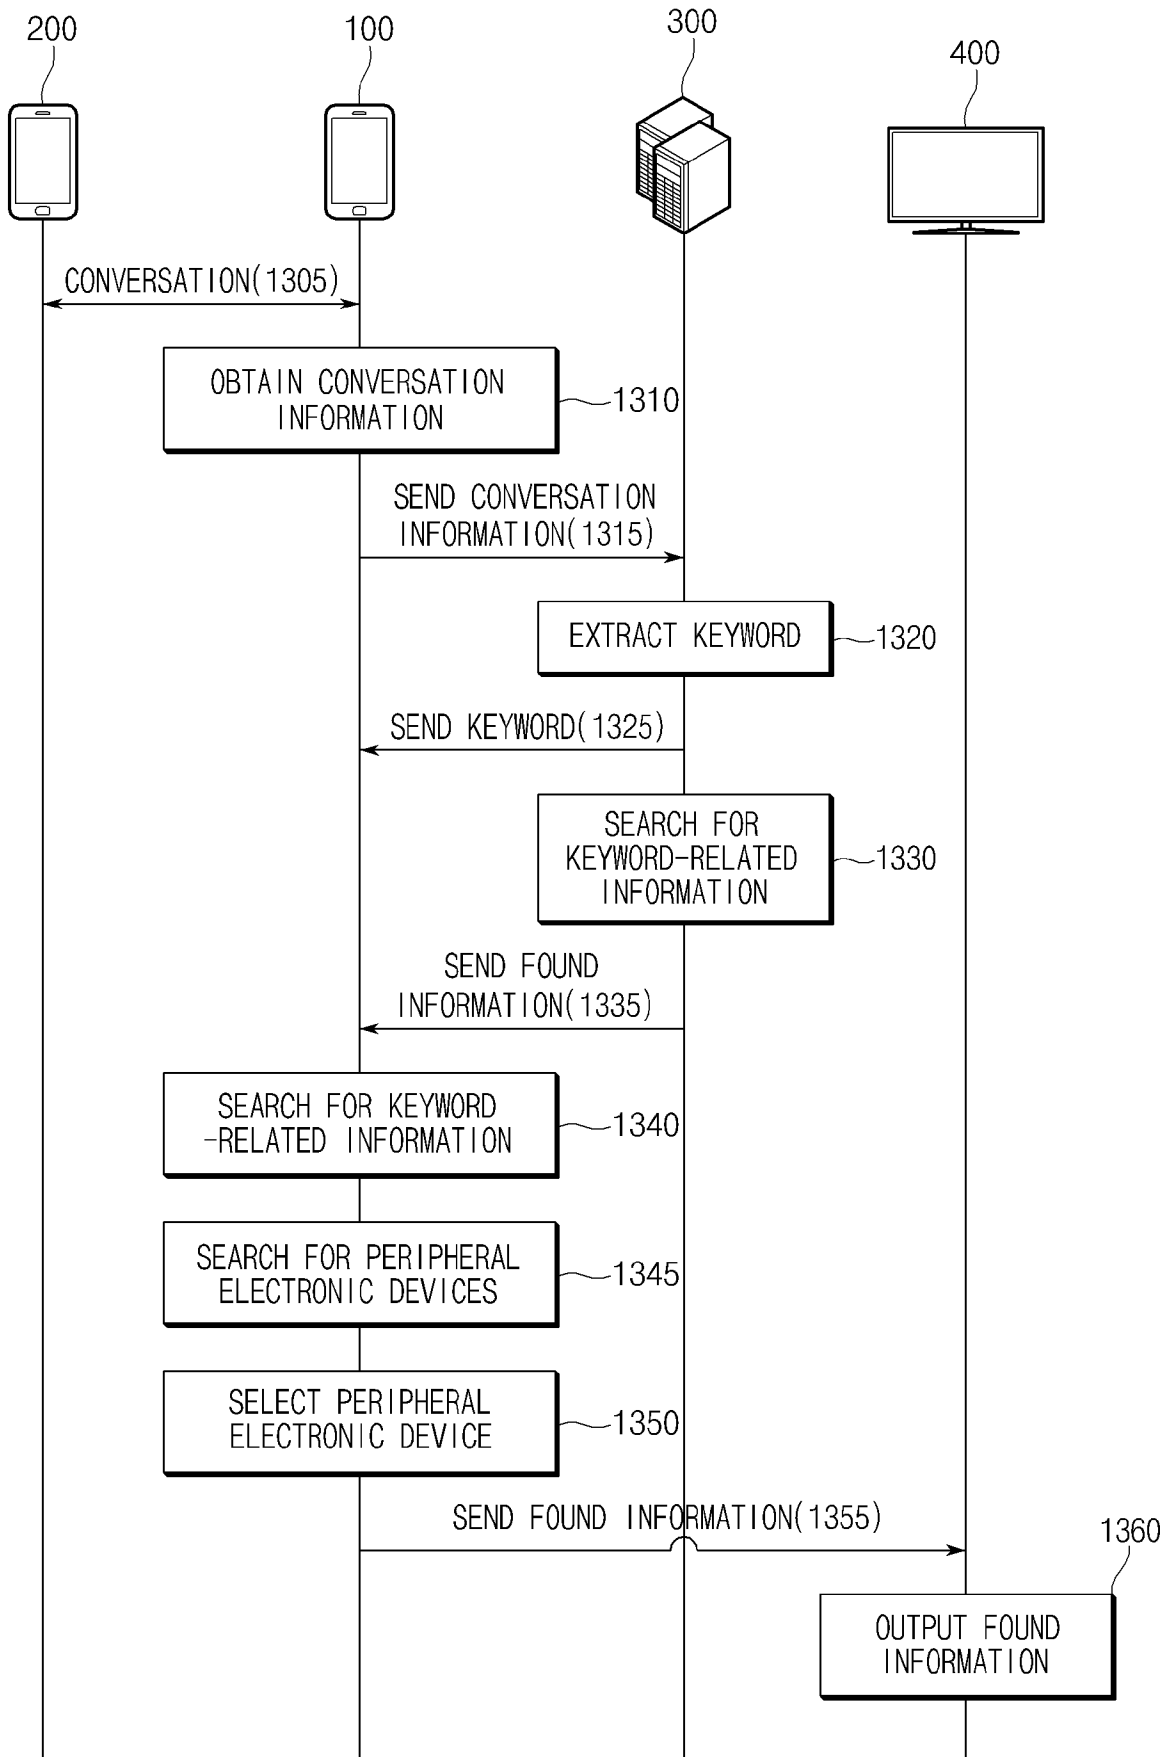 200
100
300
400
CONVERSATION(1305)
OBTAIN CONVERSATION
INFORMATION
1310
SEND CONVERSATION
INFORMATION(1315)
EXTRACT KEYWORD
1320
SEND KEYWORD(1325)
SEARCH FOR
KEYWORD-RELATED
INFORMATION
1330
SEND FOUND
INFORMATION(1335)
SEARCH FOR KEYWORD
-RELATED INFORMATION
1340
SEARCH FOR PERIPHERAL
ELECTRONIC DEVICES
1345
SELECT PERIPHERAL
ELECTRONIC DEVICE
1350
SEND FOUND INFORMATION(1355)
1360
OUTPUT FOUND
INFORMATION